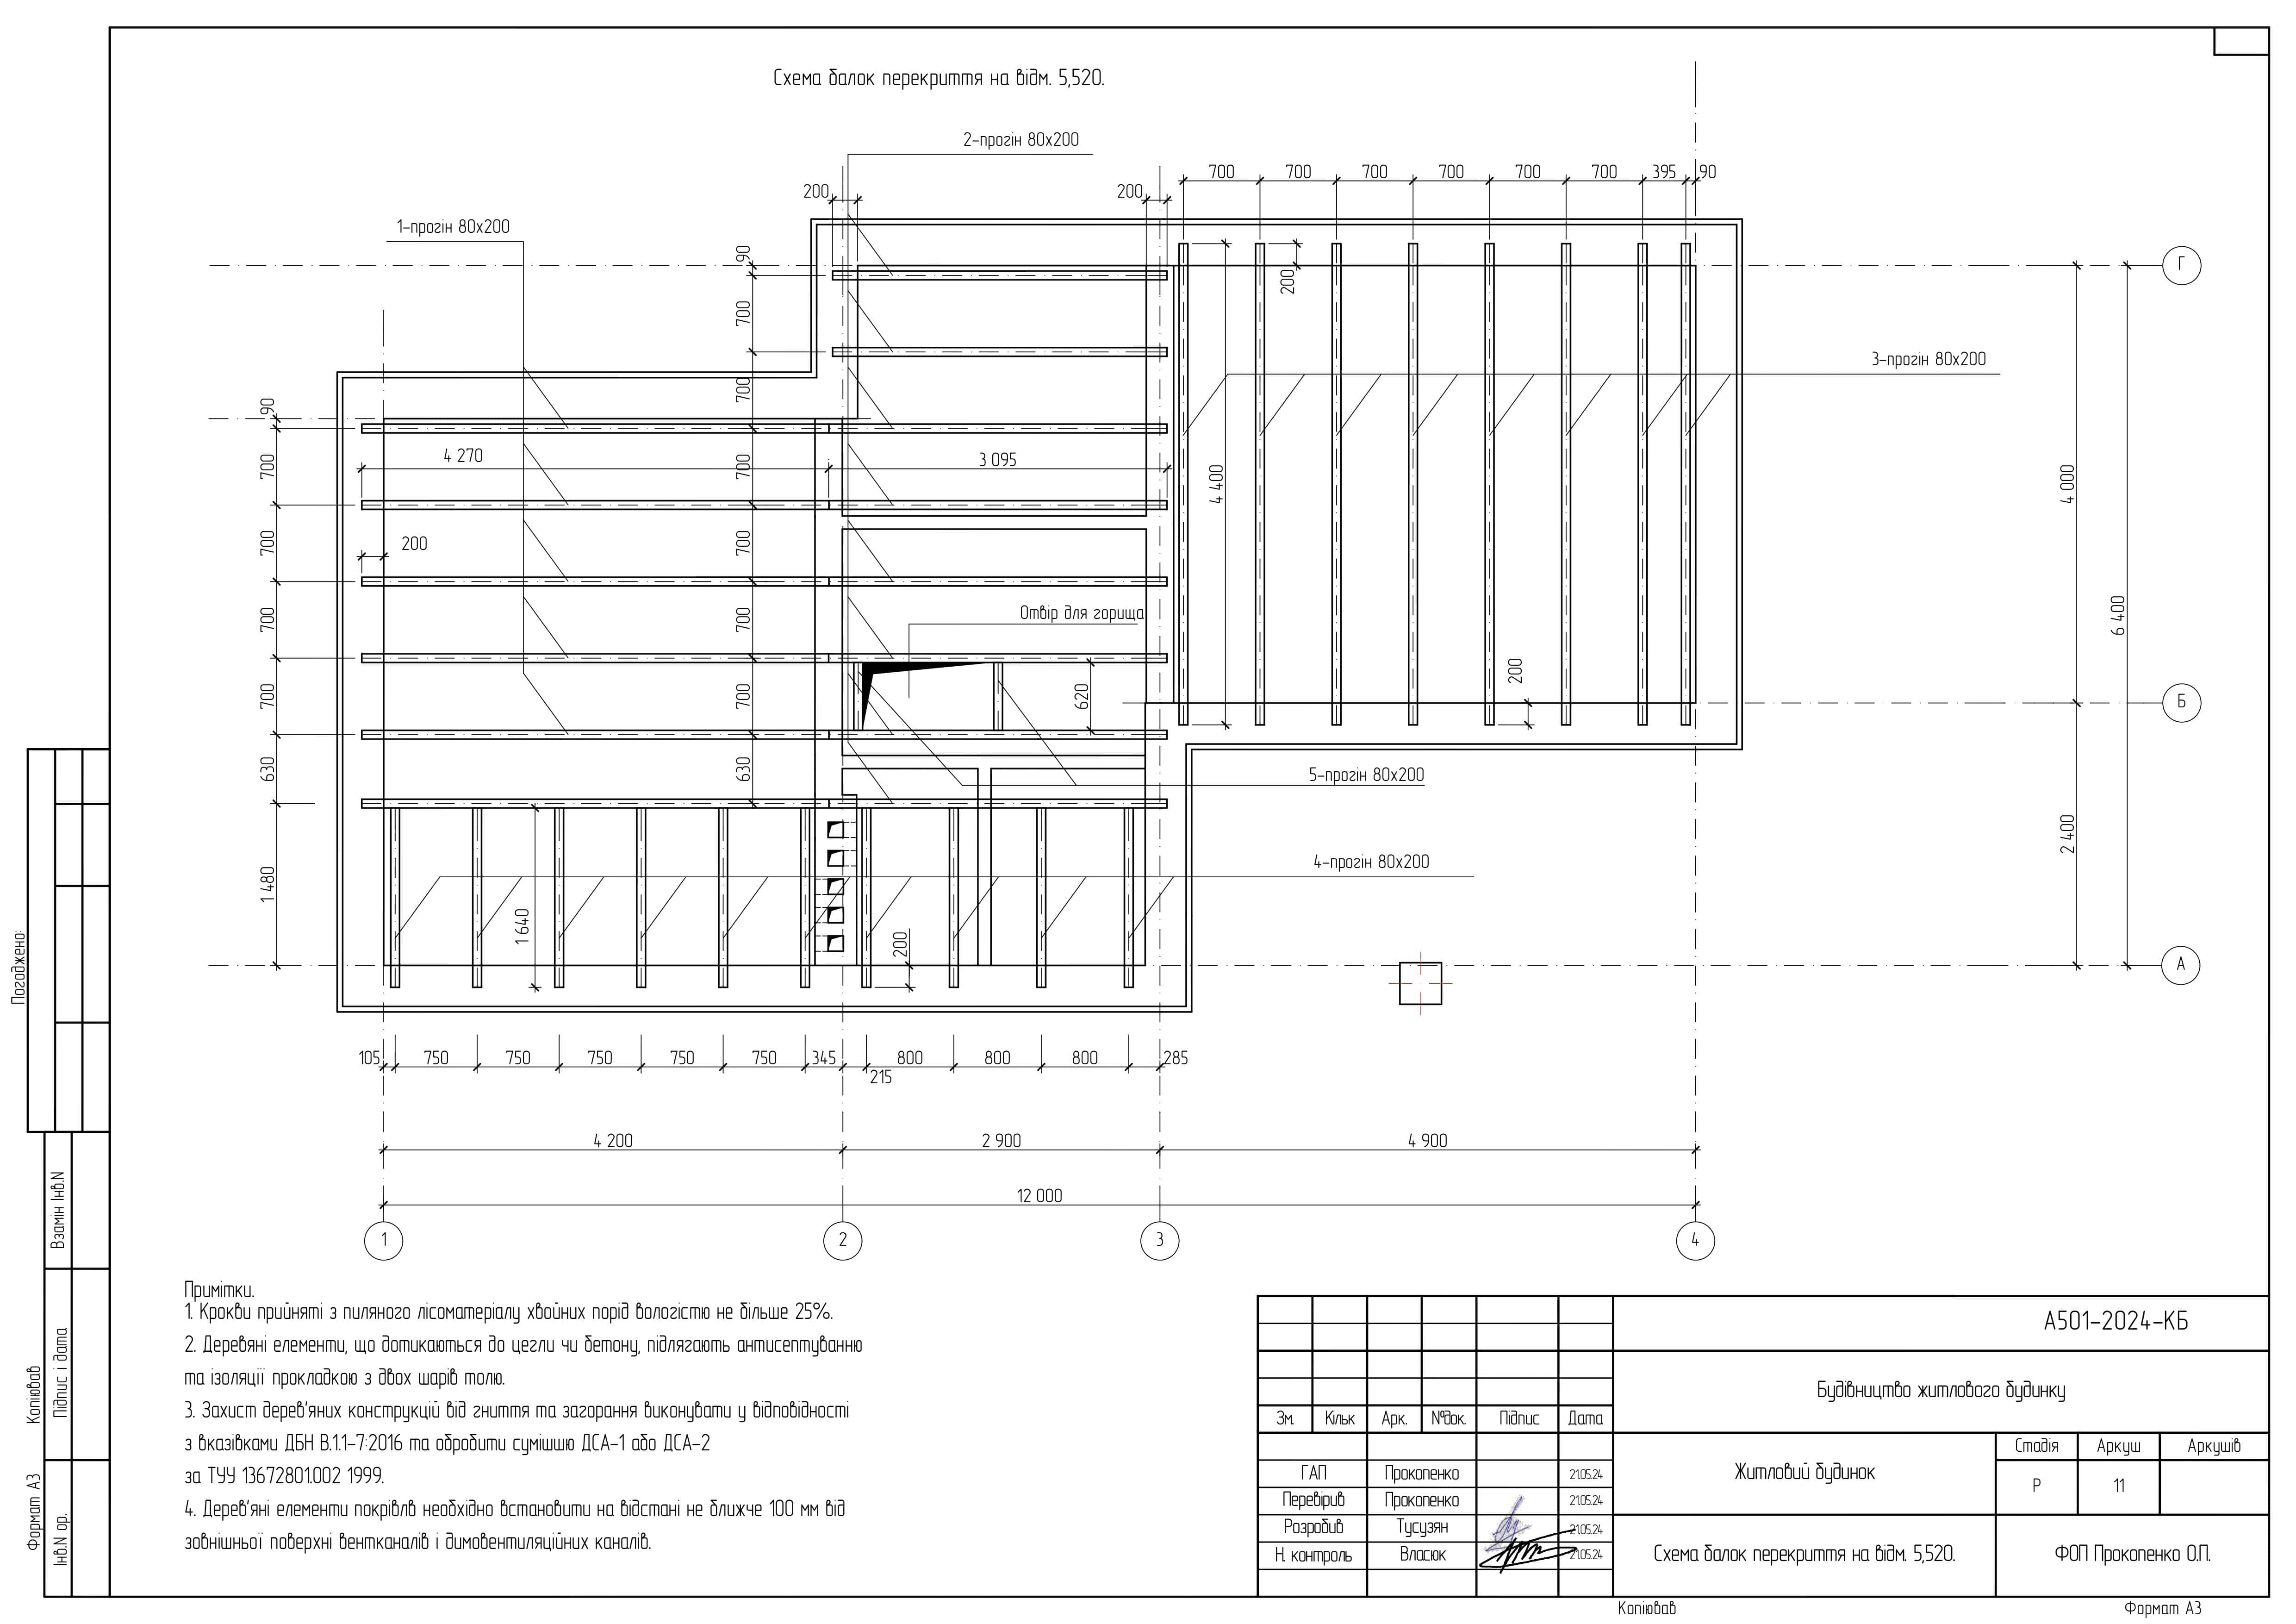 Схема балок перекриття на відм. 5,520.
2-прогін 80х200
700
700
700
700
700
700
395
90
200
200
1-прогін 80х200
90
700
200
Г
3-прогін 80х200
700
90
4 270
3 095
700
700
4 400
4 000
200
700
700
6 400
Отвір для горища
700
700
200
700
700
620
Б
630
630
5-прогін 80х200
2 400
4-прогін 80х200
1 480
1 640
200
А
105
750
750
750
750
750
345
215
800
800
800
285
4 200
2 900
4 900
12 000
1
2
3
4
Погоджено:
Взамін Інв.N
Підпис і дата
Інв.N ор.
Копіював
Формат А3
Примітки.
1. Крокви прийняті з пиляного лісоматеріалу хвойних порід вологістю не більше 25%.
2. Деревяні елементи, що дотикаються до цегли чи бетону, підлягають антисептуванню
та ізоляції прокладкою з двох шарів толю.
3. Захист дерев'яних конструкцій від гниття та загорання виконувати у відповідності
з вказівками ДБН В.1.1-7:2016 та обробити сумішшю ДСА-1 або ДСА-2
за ТУУ 13672801.002 1999.
4. Дерев'яні елементи покрівлв необхідно встановити на відстані не ближче 100 мм від
зовнішньої поверхні вентканалів і димовентиляційних каналів.
А501-2024-КБ
Будівництво житлового будинку
Зм.
Кільк
Арк.
№док.
Підпис
Дата
Житловий будинок
Стадія
Аркуш
Аркушів
Р
11
ГАП
Прокопенко
21.05.24
Перевірив
Прокопенко
21.05.24
Розробив
Тусузян
21.05.24
Н. контроль
Власюк
21.05.24
Схема балок перекриття на відм. 5,520.
ФОП Прокопенко О.П.
Копіював
Формат А3